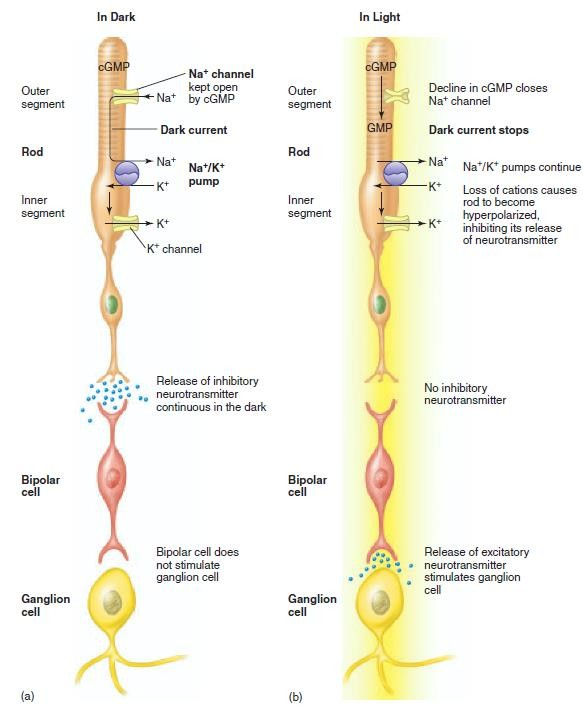 In Dark
cGMP
Na⁺ channel
kept open
by cGMP
Outer
segment
Na⁺
Dark current
Rod
Na⁺
Na⁺/K⁺
pump
K⁺
Inner
segment
K⁺
K⁺ channel
Release of inhibitory
neurotransmitter
continuous in the dark
Bipolar
cell
Bipolar cell does
not stimulate
ganglion cell
Ganglion
cell
(a)
In Light
cGMP
Outer
segment
Decline in cGMP closes
Na⁺ channel
GMP
Dark current stops
Rod
Na⁺
Na⁺/K⁺ pumps continue
K⁺
Inner
segment
Loss of cations causes
rod to become
hyperpolarized,
inhibiting its release
of neurotransmitter
K⁺
No inhibitory
neurotransmitter
Bipolar
cell
Release of excitatory
neurotransmitter
stimulates ganglion
cell
Ganglion
cell
(b)